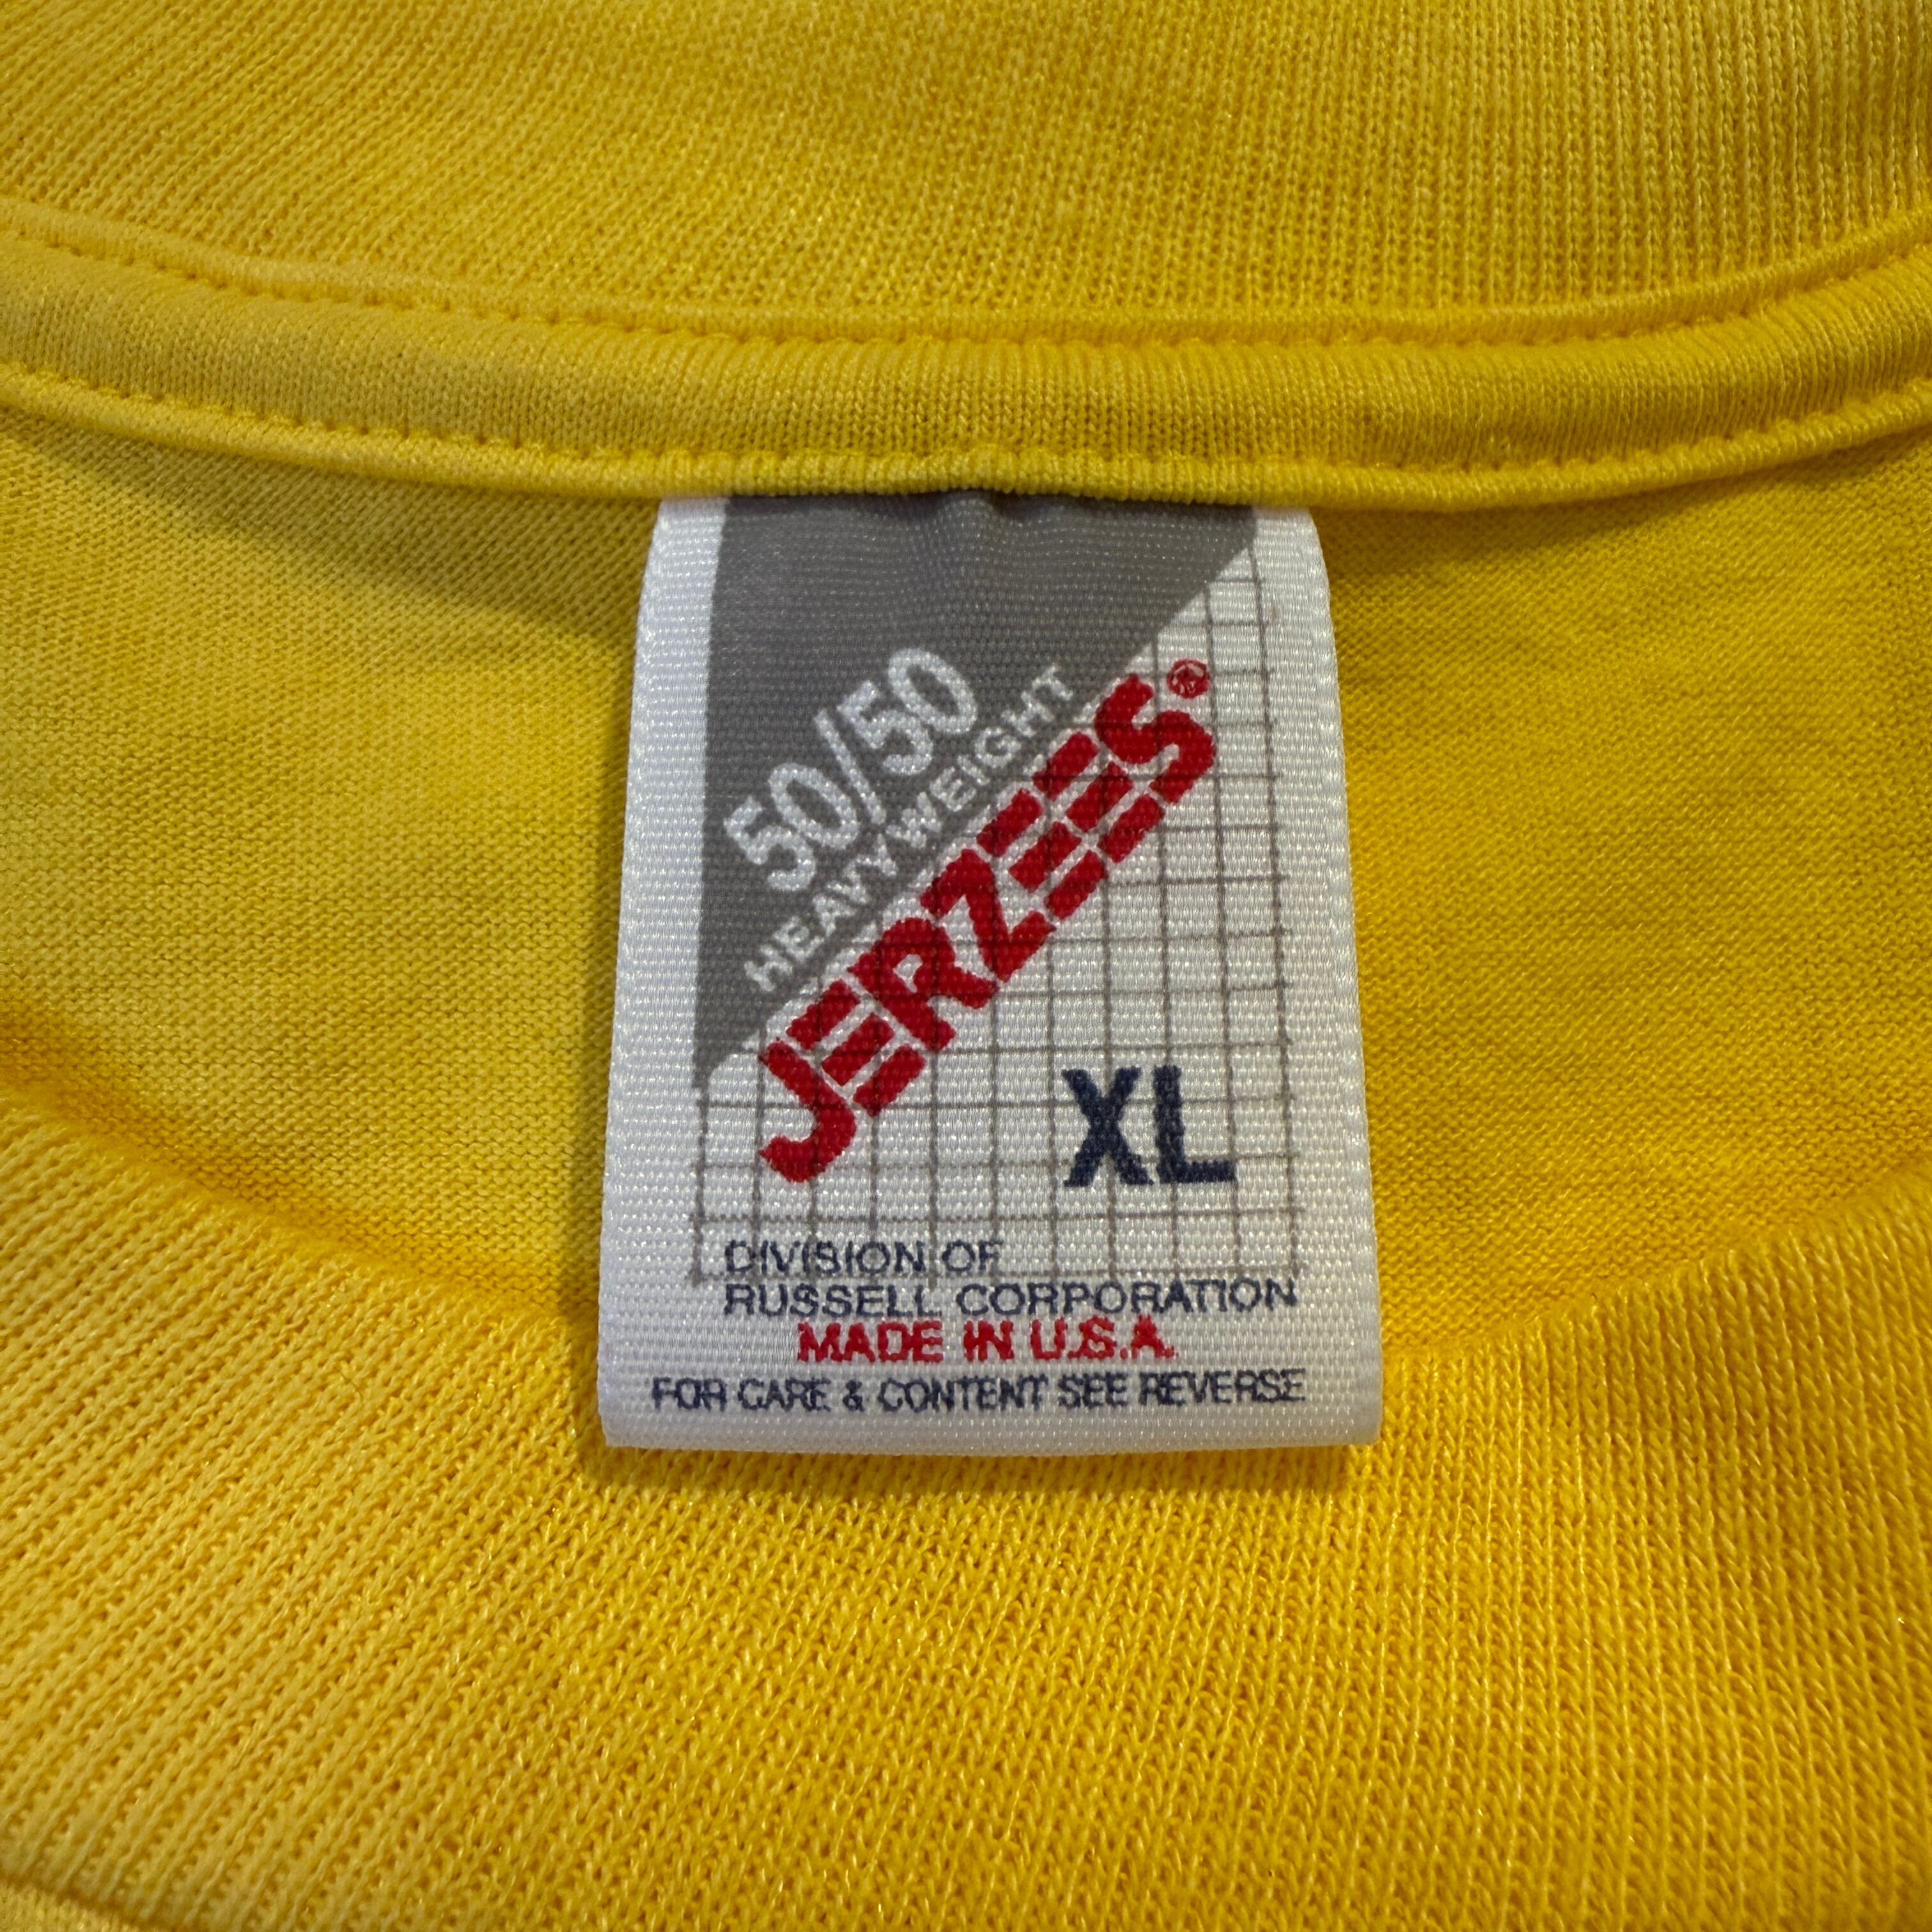 50/50
HEAVYWEIGHT
JERZEES®
XL
DIVISION OF
RUSSELL CORPORATION
MADE IN U.S.A.
FOR CARE & CONTENT SEE REVERSE